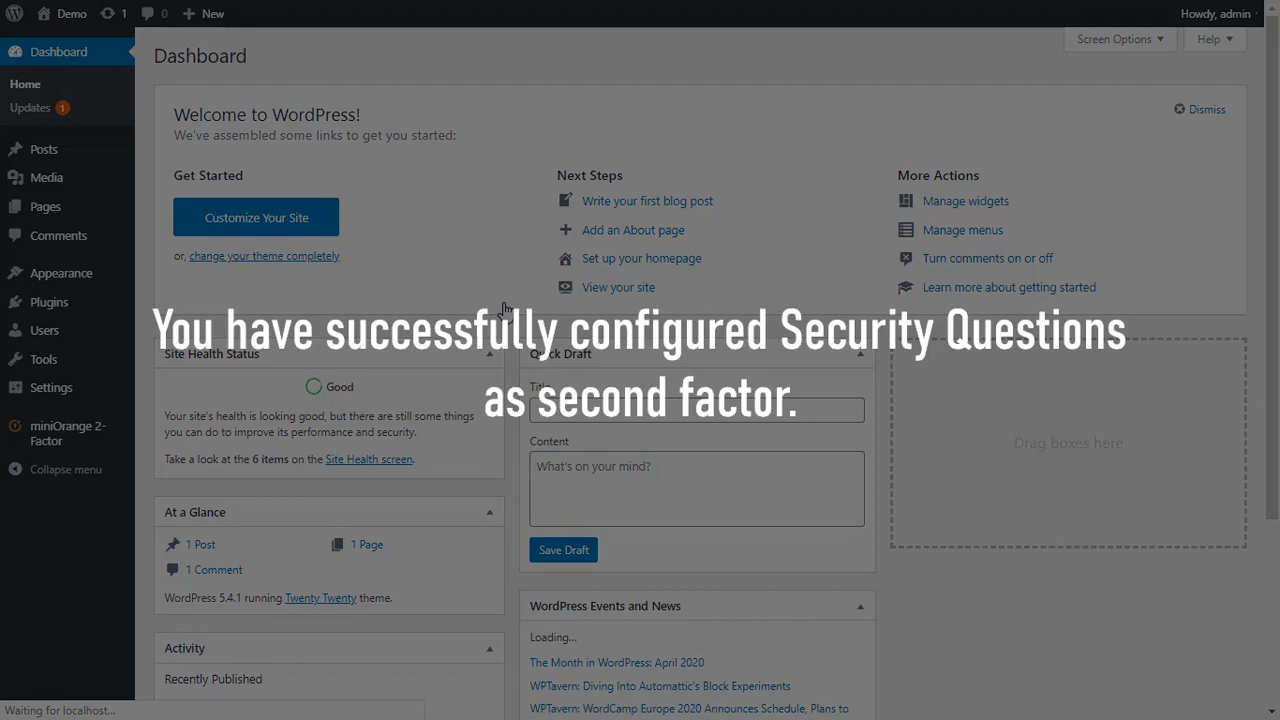 Demo 1 0 New Howdy, admin
Dashboard
Home
Updates 1
Posts
Media
Pages
Comments
Appearance
Plugins
Users
Tools
Settings
miniOrange 2-
Factor
Collapse menu
Dashboard
Screen Options
Help
Welcome to WordPress!
We've assembled some links to get you started:
Dismiss
Get Started
Customize Your Site
or, change your theme completely
Next Steps
Write your first blog post
Add an About page
Set up your homepage
View your site
More Actions
Manage widgets
Manage menus
Turn comments on or off
Learn more about getting started
You have successfully configured Security Questions
as second factor.
Site Health Status
Good
Your site's health is looking good, but there are still some things
you can do to improve its performance and security.
Take a look at the 6 items on the Site Health screen.
At a Glance
1 Post
1 Page
1 Comment
WordPress 5.4.1 running Twenty Twenty theme.
Activity
Recently Published
Quick Draft
Title
Content
What's on your mind?
Save Draft
WordPress Events and News
Loading...
The Month in WordPress: April 2020
WPTavern: Diving Into Automattic's Block Experiments
WPTavern: WordCamp Europe 2020 Announces Schedule, Plans to
Drag boxes here
Waiting for localhost...